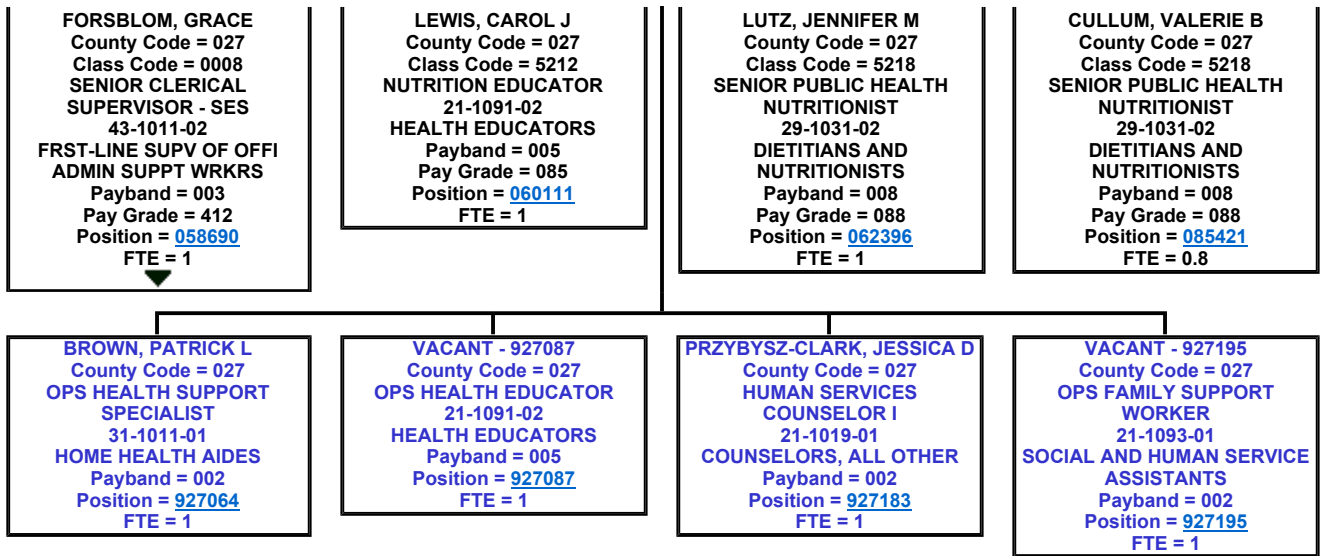 FORSBLOM, GRACE
County Code = 027
Class Code = 0008
SENIOR CLERICAL
SUPERVISOR - SES
43-1011-02
FRST-LINE SUPV OF OFFI
ADMIN SUPPT WRKRS
Payband = 003
Pay Grade = 412
Position = 058690
FTE = 1
LEWIS, CAROL J
County Code = 027
Class Code = 5212
NUTRITION EDUCATOR
21-1091-02
HEALTH EDUCATORS
Payband = 005
Pay Grade = 085
Position = 060111
FTE = 1
LUTZ, JENNIFER M
County Code = 027
Class Code = 5218
SENIOR PUBLIC HEALTH
NUTRITIONIST
29-1031-02
DIETITIANS AND
NUTRITIONISTS
Payband = 008
Pay Grade = 088
Position = 062396
FTE = 1
CULLUM, VALERIE B
County Code = 027
Class Code = 5218
SENIOR PUBLIC HEALTH
NUTRITIONIST
29-1031-02
DIETITIANS AND
NUTRITIONISTS
Payband = 008
Pay Grade = 088
Position = 085421
FTE = 0.8
BROWN, PATRICK L
County Code = 027
OPS HEALTH SUPPORT
SPECIALIST
31-1011-01
HOME HEALTH AIDES
Payband = 002
Position = 927064
FTE = 1
VACANT - 927087
County Code = 027
OPS HEALTH EDUCATOR
21-1091-02
HEALTH EDUCATORS
Payband = 005
Position = 927087
FTE = 1
PRZYBYSZ-CLARK, JESSICA D
County Code = 027
HUMAN SERVICES
COUNSELOR I
21-1019-01
COUNSELORS, ALL OTHER
Payband = 002
Position = 927183
FTE = 1
VACANT - 927195
County Code = 027
OPS FAMILY SUPPORT
WORKER
21-1093-01
SOCIAL AND HUMAN SERVICE
ASSISTANTS
Payband = 002
Position = 927195
FTE = 1